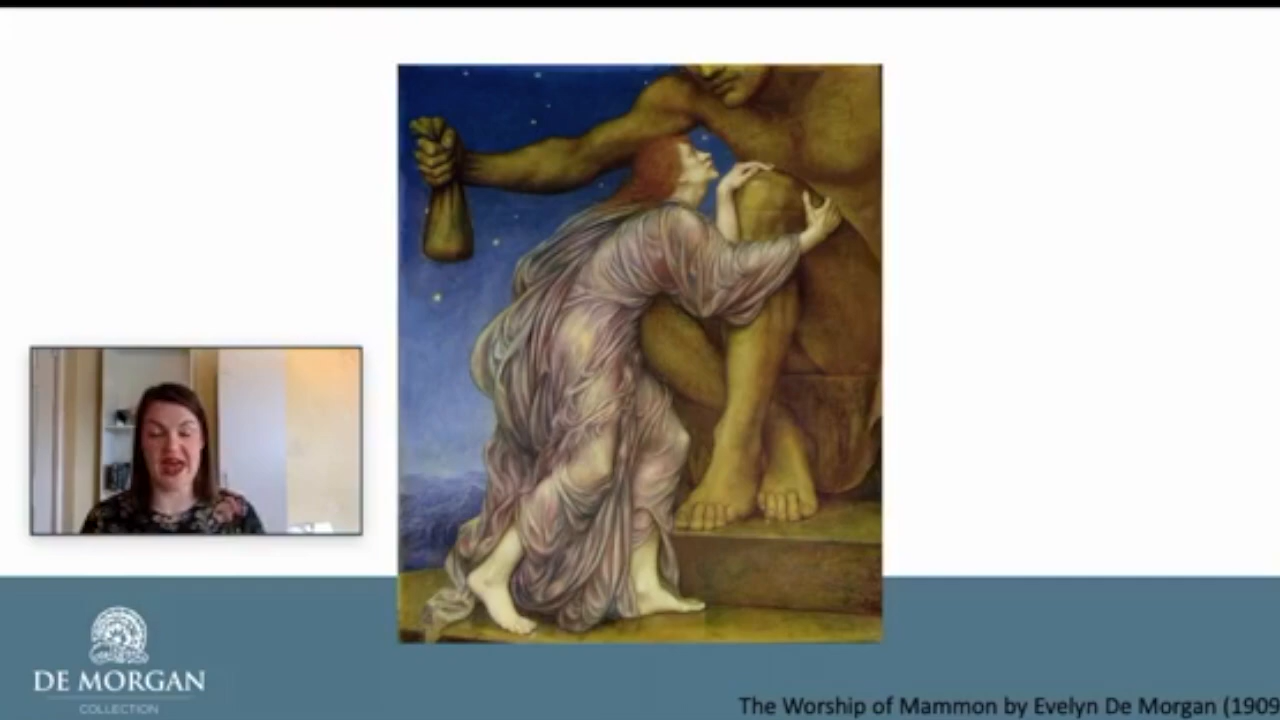 DE MORGAN
COLLECTION
The Worship of Mammon by Evelyn De Morgan (1909